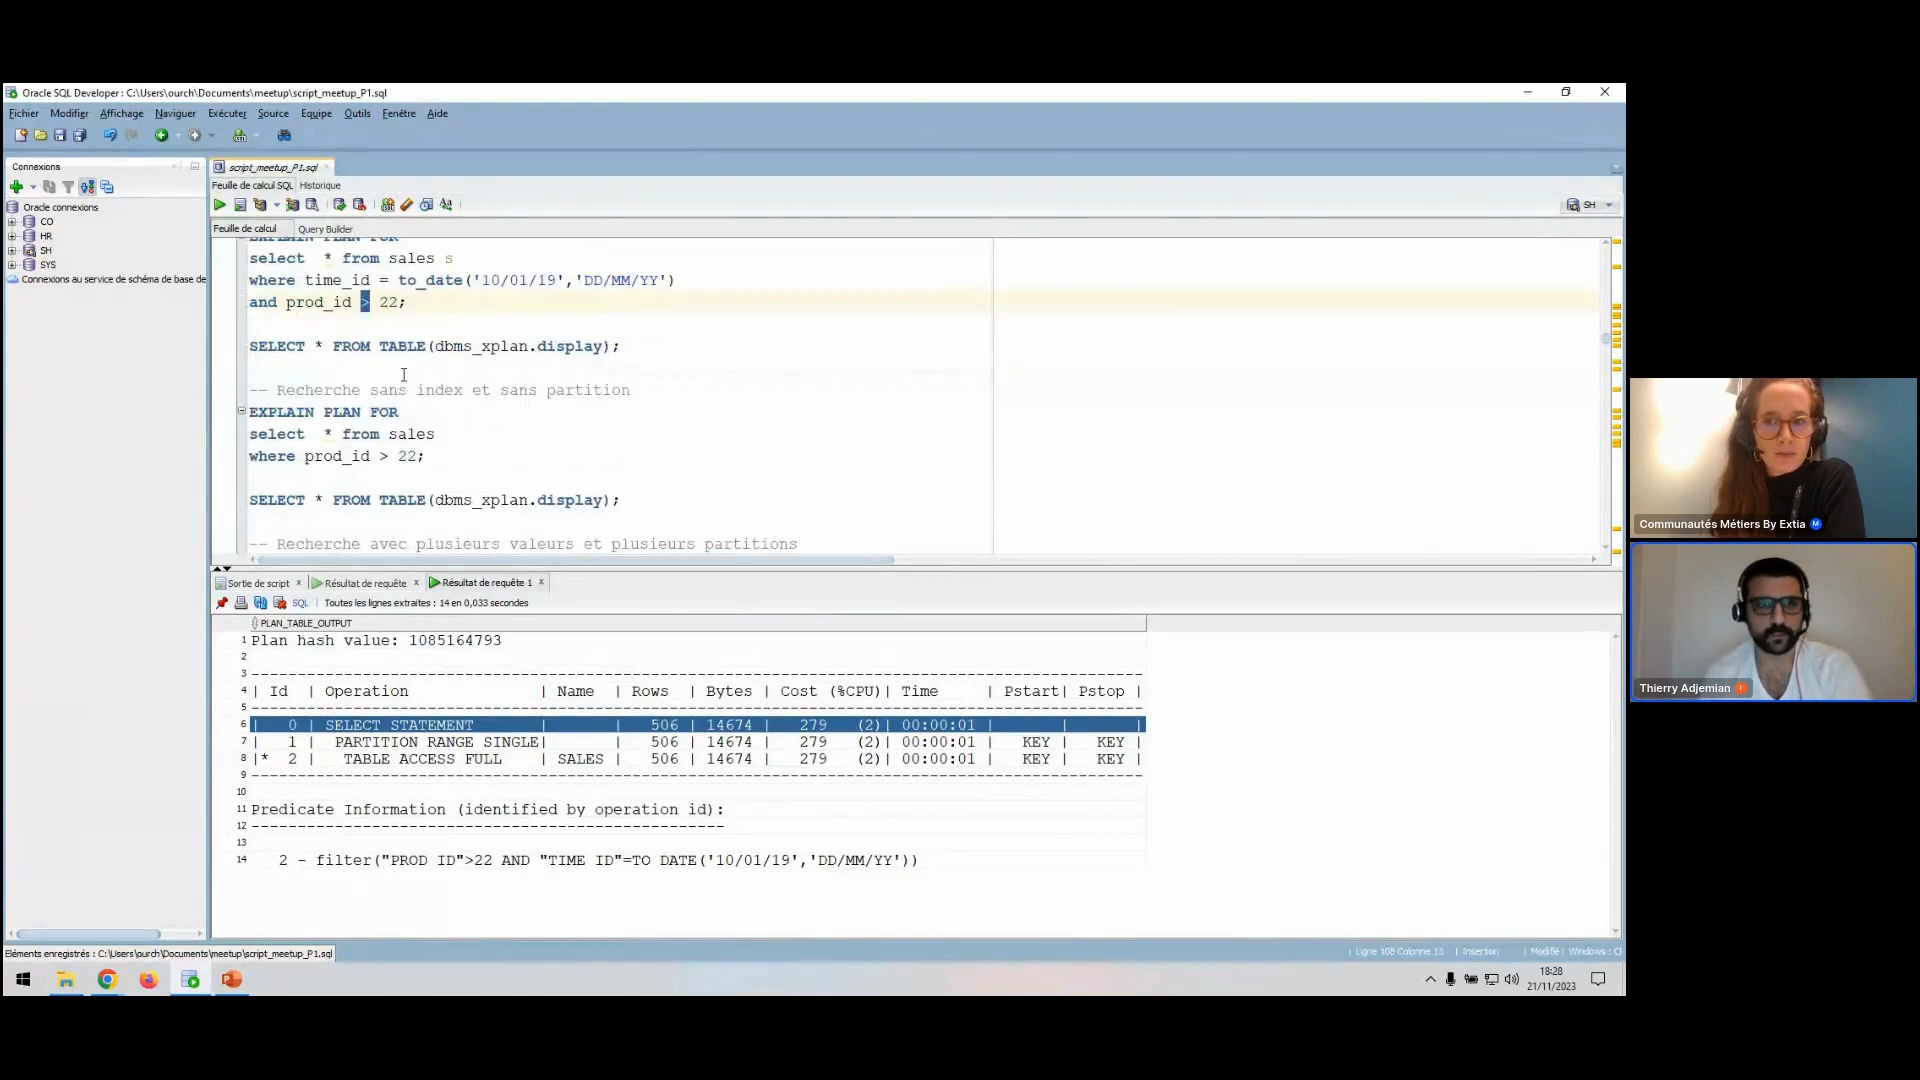 Oracle SQL Developer : C:\Users\ourch\Documents\meetup\script_meetup_P1.sql
Fichier Modifier Affichage Naviguer Exécuter Source Equipe Outils Fenêtre Aide
Connexions
script_meetup_P1.sql
Feuille de calcul SQL Historique
Oracle connexions
CO
HR
SH
SYS
Connexions au service de schéma de base de
SH
Feuille de calcul Query Builder
EXPLAIN PLAN FOR
select * from sales s
where time_id = to_date('10/01/19','DD/MM/YY')
and prod_id > 22;
SELECT * FROM TABLE(dbms_xplan.display);
-- Recherche sans index et sans partition
EXPLAIN PLAN FOR
select * from sales
where prod_id > 22;
SELECT * FROM TABLE(dbms_xplan.display);
-- Recherche avec plusieurs valeurs et plusieurs partitions
Sortie de script Résultat de requête Résultat de requête 1
SQL Toutes les lignes extraites : 14 en 0,033 secondes
PLAN_TABLE_OUTPUT
1 Plan hash value: 1085164793
2
3 --------------------------------------------------------------------------------
4 | Id | Operation | Name | Rows | Bytes | Cost (%CPU)| Time | Pstart| Pstop |
5 --------------------------------------------------------------------------------
6 | 0 | SELECT STATEMENT | | 506 | 14674 | 279 (2)| 00:00:01 | | |
7 | 1 | PARTITION RANGE SINGLE| | 506 | 14674 | 279 (2)| 00:00:01 | KEY | KEY |
8 |* 2 | TABLE ACCESS FULL | SALES | 506 | 14674 | 279 (2)| 00:00:01 | KEY | KEY |
9 --------------------------------------------------------------------------------
10
11 Predicate Information (identified by operation id):
12 ---------------------------------------------------
13
14 2 - filter("PROD_ID">22 AND "TIME_ID"=TO_DATE('10/01/19','DD/MM/YY'))
Eléments enregistrés : C:\Users\ourch\Documents\meetup\script_meetup_P1.sql
Ligne 108 Colonne 13 Insertion Modifié Windows:
18:28
21/11/2023
Communautés Métiers By Extia M
Thierry Adjemian